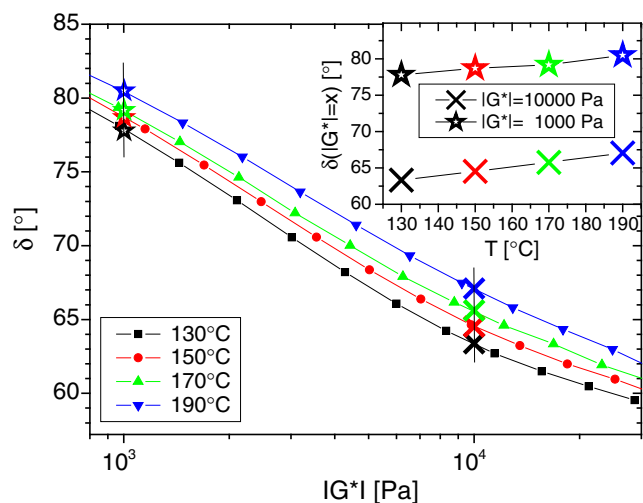 85
80
75
70
65
60
δ [°]
10³
10⁴
IG*I [Pa]
130°C
150°C
170°C
190°C
85
80
75
70
65
60
δ(|G*|=x) [°]
|G*|=10000 Pa
|G*|= 1000 Pa
130 140 150 160 170 180 190
T [°C]